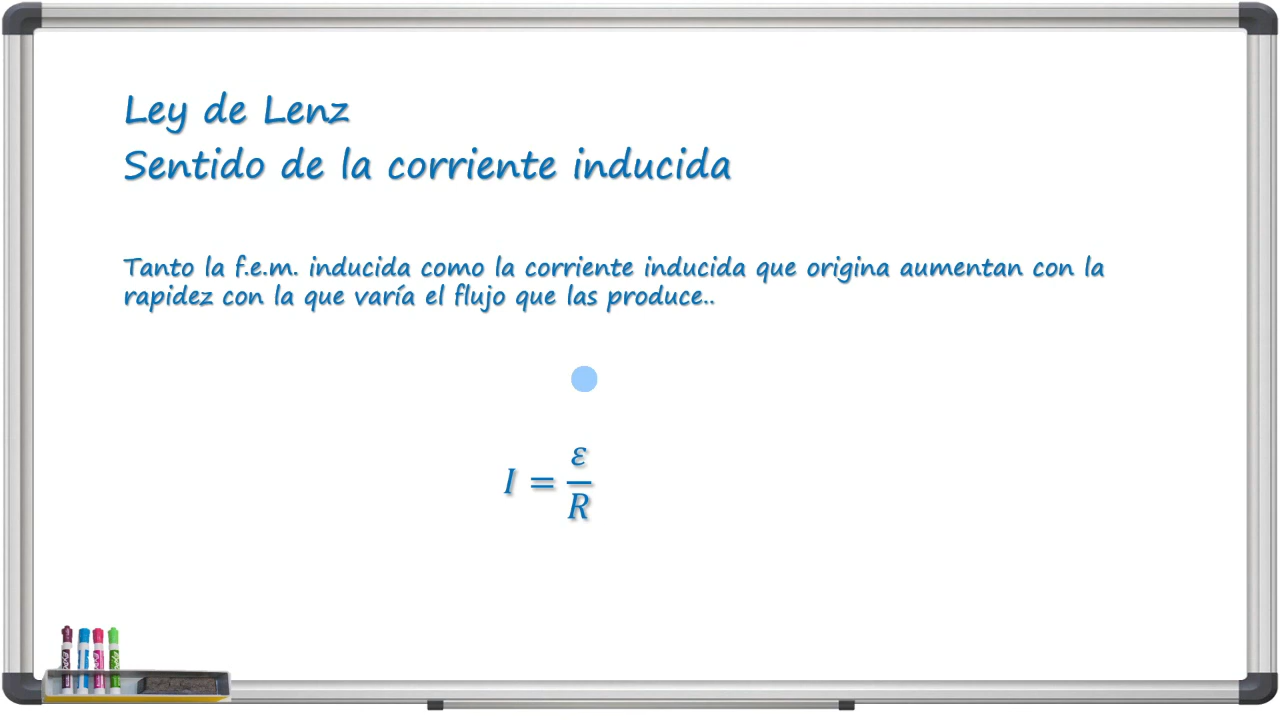 Ley de Lenz
Sentido de la corriente inducida
Tanto la f.e.m. inducida como la corriente inducida que origina aumentan con la
rapidez con la que varía el flujo que las produce..
I = ε/R